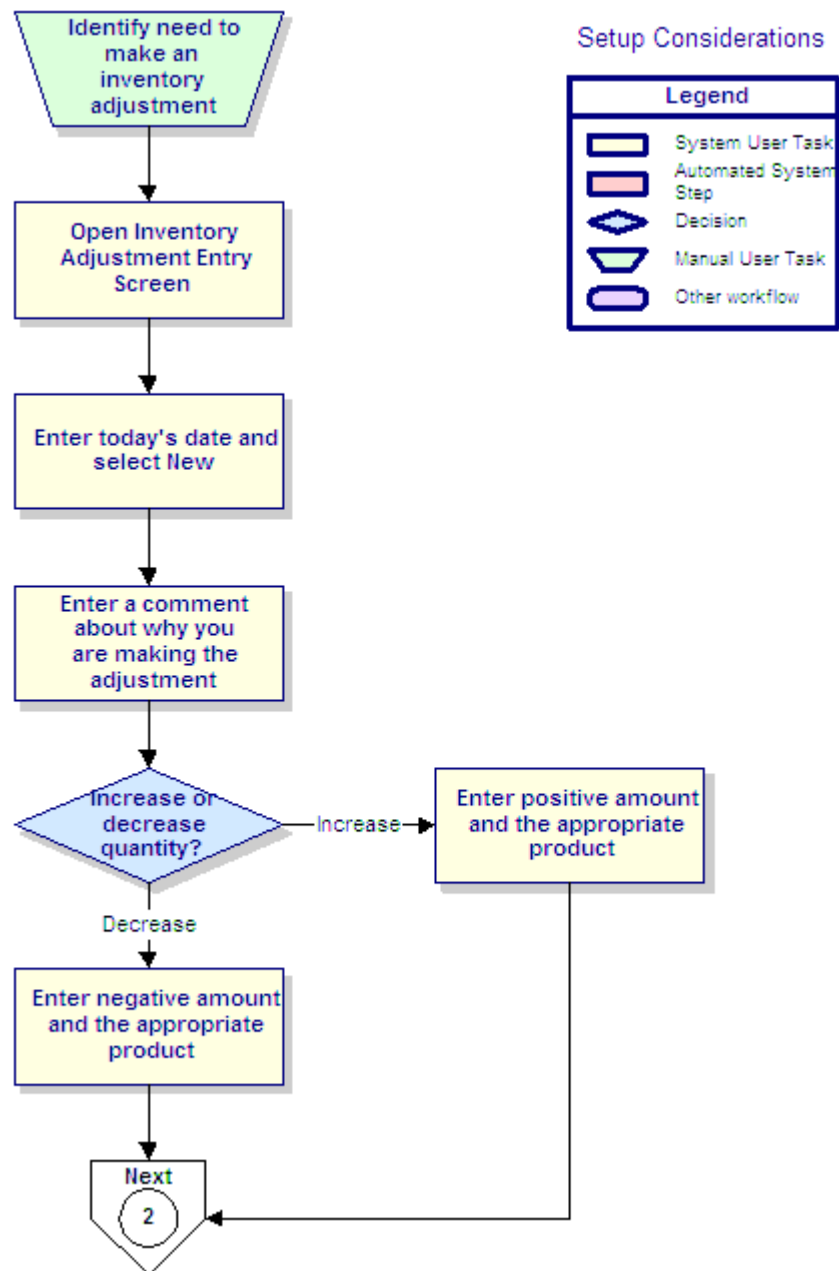 Identify need to
make an
inventory
adjustment
Setup Considerations
Legend
System User Task
Automated System
Step
Decision
Manual User Task
Other workflow
Open Inventory
Adjustment Entry
Screen
Enter today's date and
select New
Enter a comment
about why you
are making the
adjustment
Increase or
decrease
quantity?
Increase
Enter positive amount
and the appropriate
product
Decrease
Enter negative amount
and the appropriate
product
Next
2